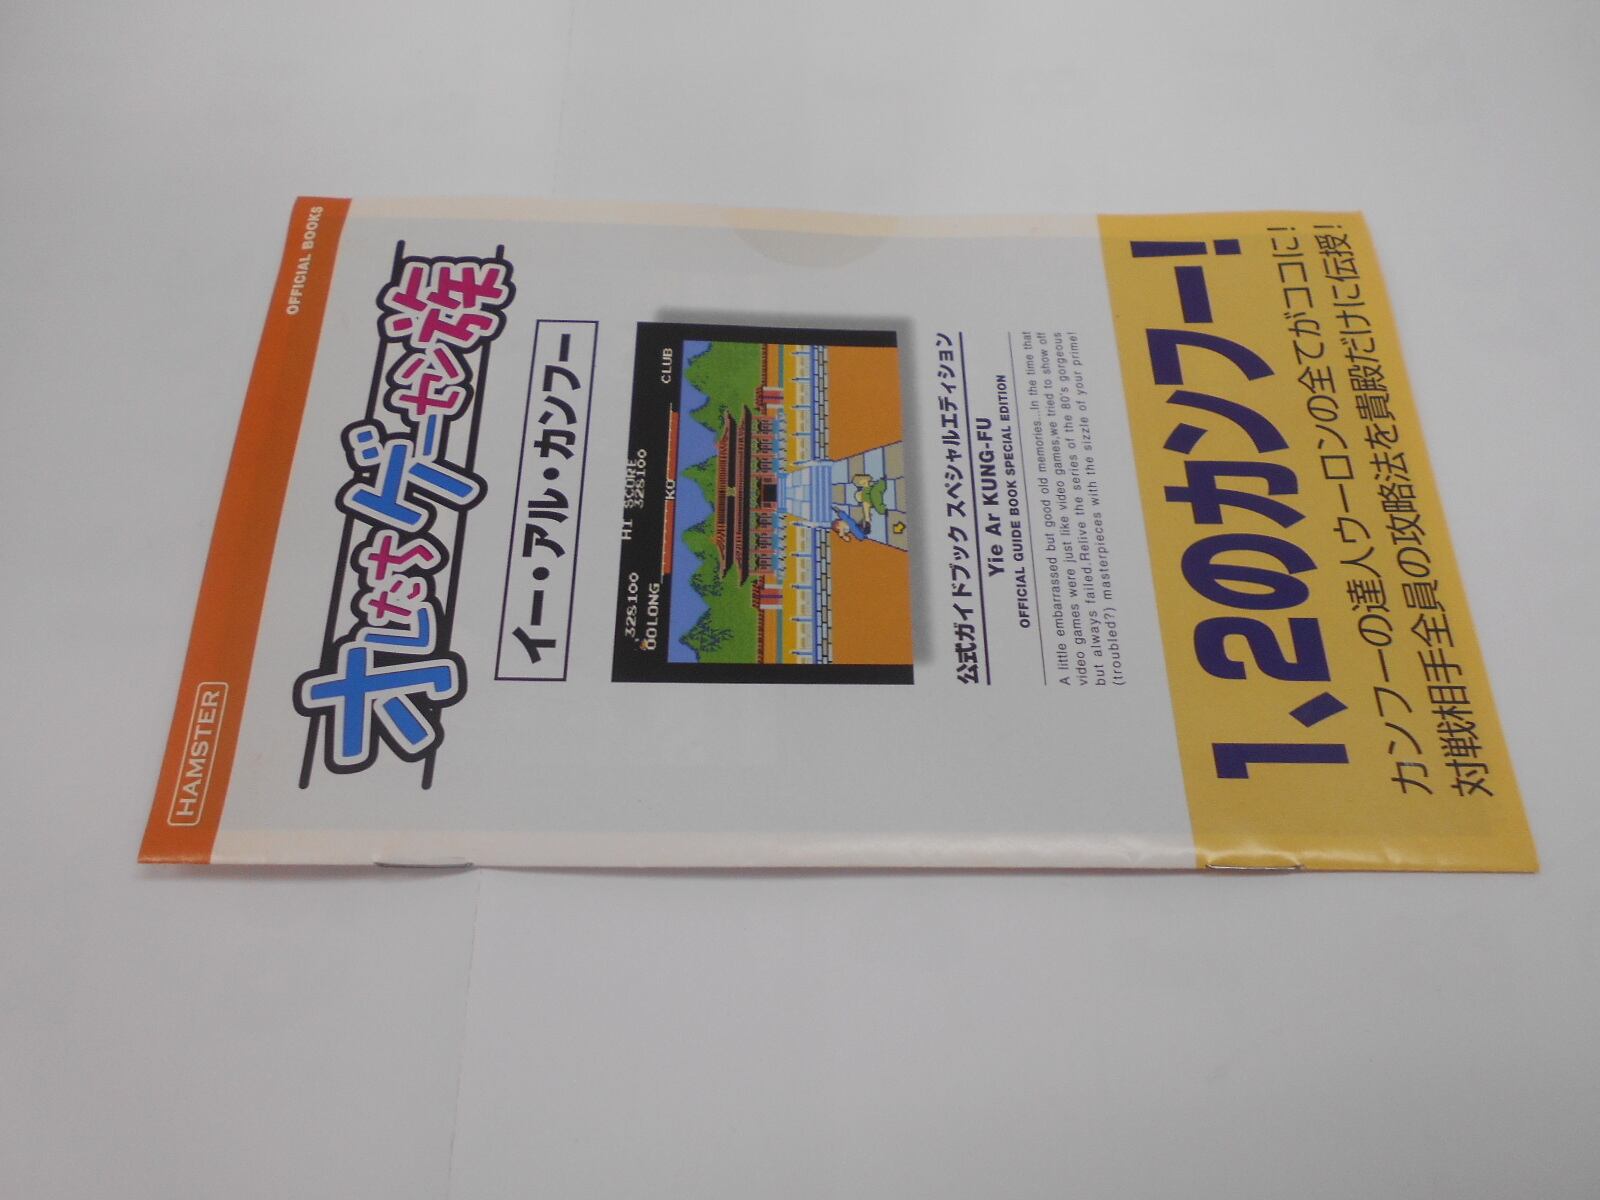 HAMSTER
OFFICIAL BOOKS
オレたちゲーセン族
イー・アル・カンフー
HI SCORE
328100
328100
OOLONG
KO
CLUB
公式ガイドブック スペシャルエディション
Yie Ar KUNG-FU
OFFICIAL GUIDE BOOK SPECIAL EDITION
A little embarrassed but good old memories...In the time that
video games were just like video games,we tried to show off
but always failed.Relive the series of the 80's gorgeous
(troubled?) masterpieces with the sizzle of your prime!
1、2のカンフー!
カンフーの達人ウーロンの全てがココに!
対戦相手全員の攻略法を貴殿だけに伝授!